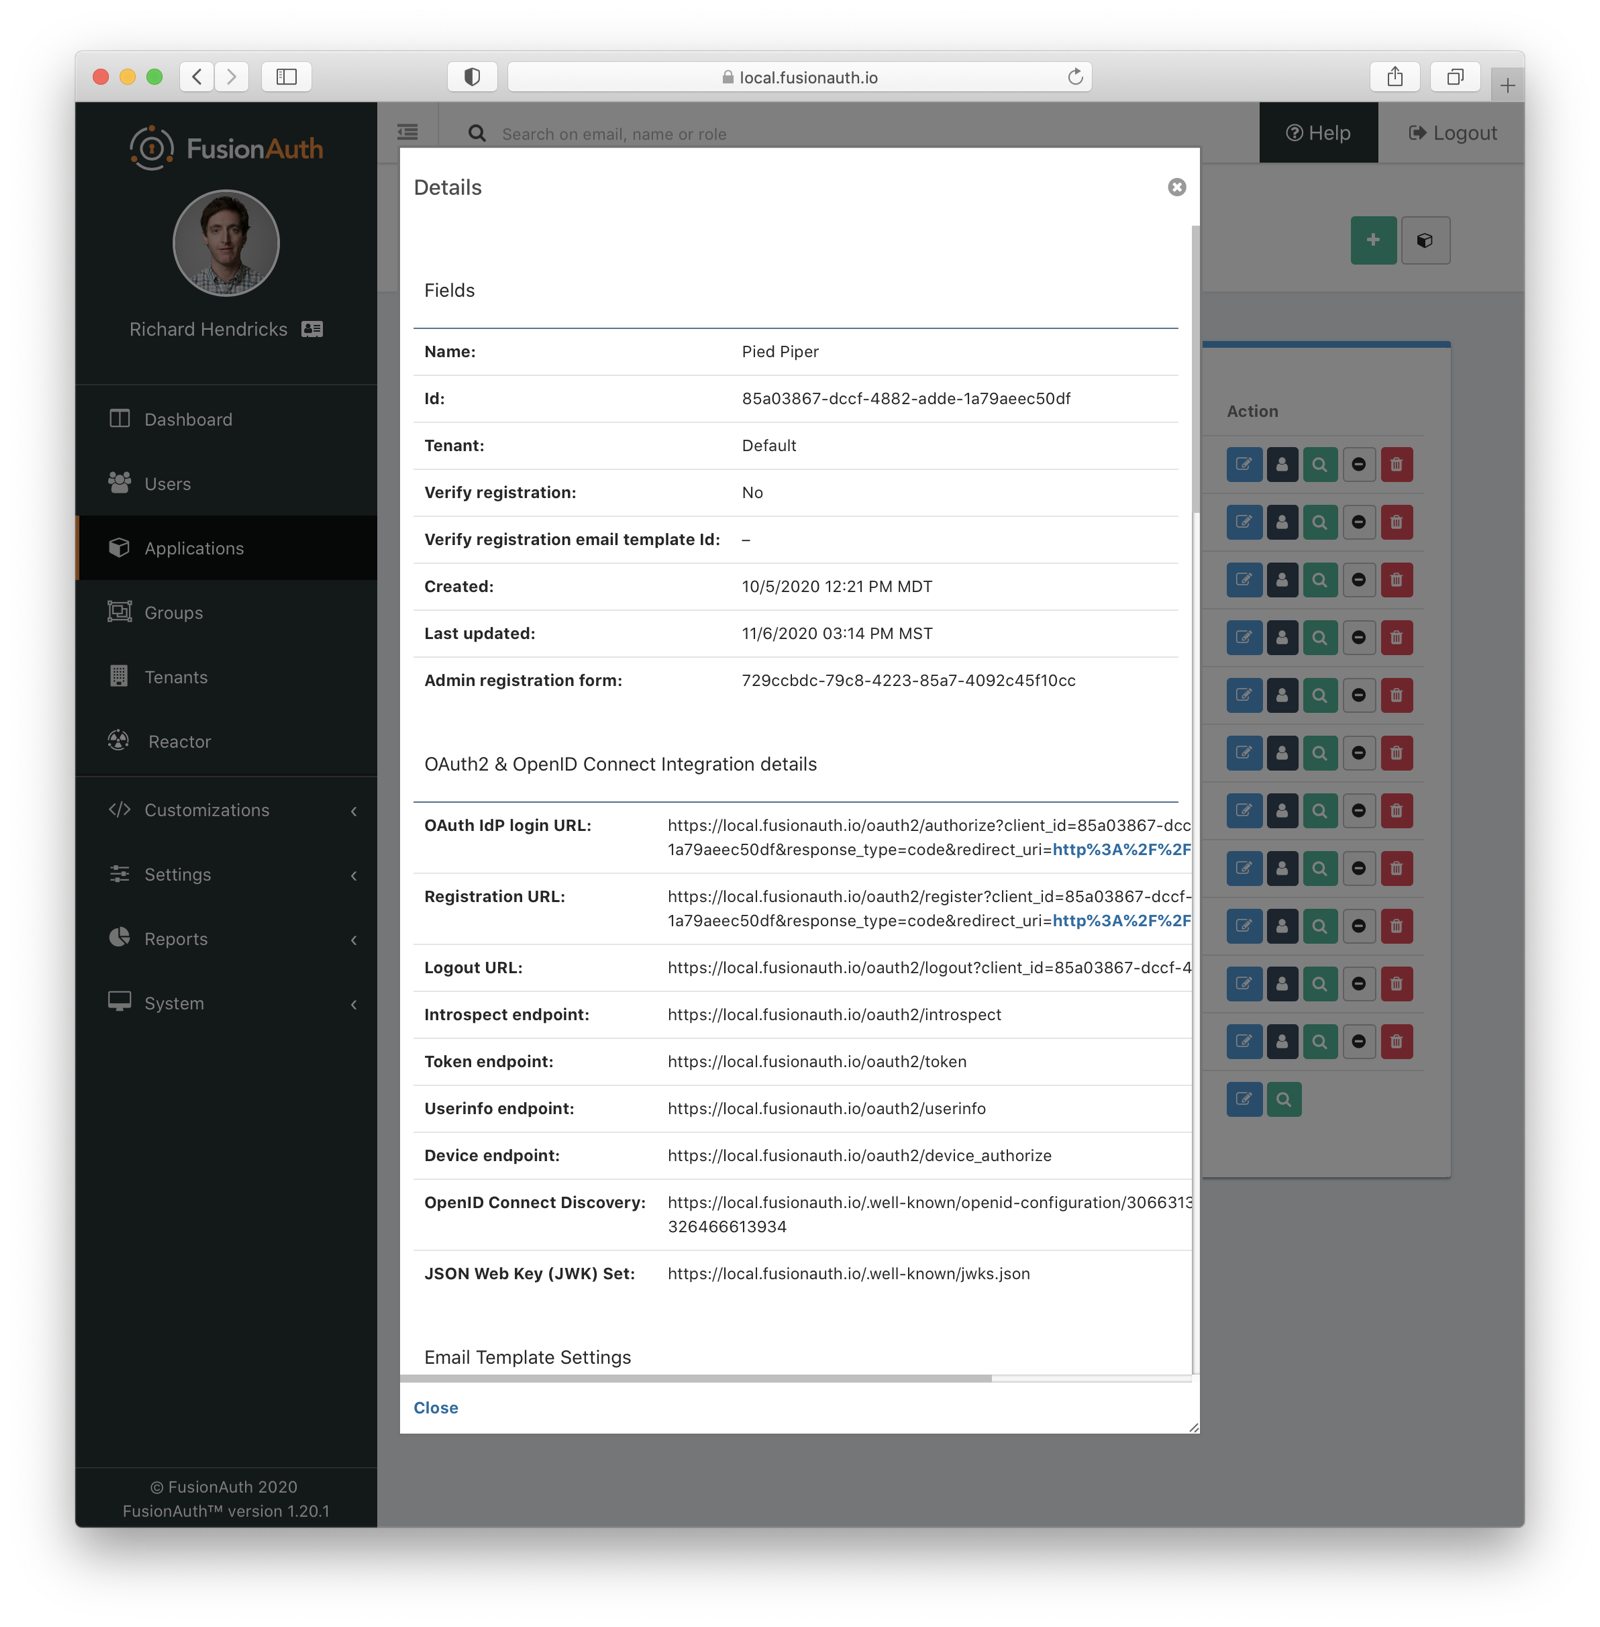 local.fusionauth.io
FusionAuth
Search on email, name or role
Help
Logout
Richard Hendricks
Dashboard
Users
Applications
Groups
Tenants
Reactor
Customizations
Settings
Reports
System
© FusionAuth 2020
FusionAuth™ version 1.20.1
Details
Fields
Name: Pied Piper
Id: 85a03867-dccf-4882-adde-1a79aeec50df
Tenant: Default
Verify registration: No
Verify registration email template Id: –
Created: 10/5/2020 12:21 PM MDT
Last updated: 11/6/2020 03:14 PM MST
Admin registration form: 729ccbdc-79c8-4223-85a7-4092c45f10cc
OAuth2 & OpenID Connect Integration details
OAuth IdP login URL: https://local.fusionauth.io/oauth2/authorize?client_id=85a03867-dcc
1a79aeec50df&response_type=code&redirect_uri=http%3A%2F%2F
Registration URL: https://local.fusionauth.io/oauth2/register?client_id=85a03867-dccf-
1a79aeec50df&response_type=code&redirect_uri=http%3A%2F%2F
Logout URL: https://local.fusionauth.io/oauth2/logout?client_id=85a03867-dccf-4
Introspect endpoint: https://local.fusionauth.io/oauth2/introspect
Token endpoint: https://local.fusionauth.io/oauth2/token
Userinfo endpoint: https://local.fusionauth.io/oauth2/userinfo
Device endpoint: https://local.fusionauth.io/oauth2/device_authorize
OpenID Connect Discovery: https://local.fusionauth.io/.well-known/openid-configuration/3066313
326466613934
JSON Web Key (JWK) Set: https://local.fusionauth.io/.well-known/jwks.json
Email Template Settings
Close
Action